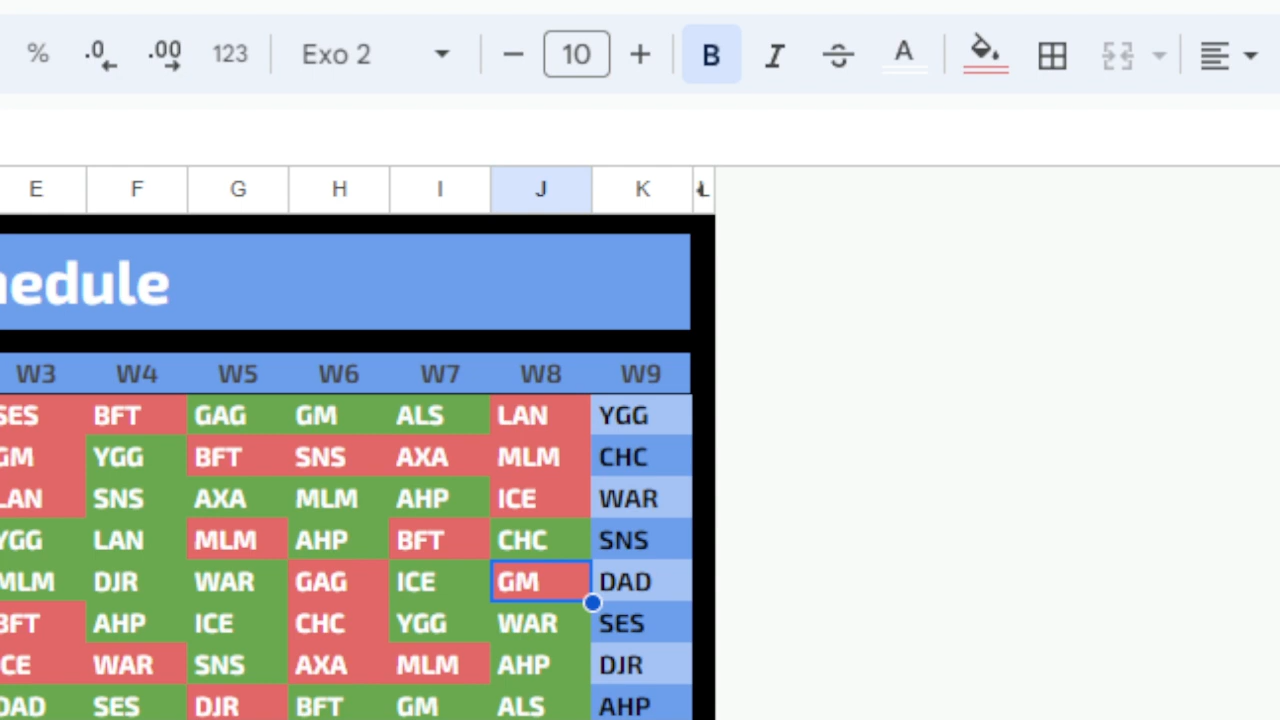 % .0 .00 123 Exo 2 10 B I S A
E F G H I J K L
hedule
W3 W4 W5 W6 W7 W8 W9
SES BFT GAG GM ALS LAN YGG
GM YGG BFT SNS AXA MLM CHC
LAN SNS AXA MLM AHP ICE WAR
YGG LAN MLM AHP BFT CHC SNS
MLM DJR WAR GAG ICE GM DAD
BFT AHP ICE CHC YGG WAR SES
ICE WAR SNS AXA MLM AHP DJR
DAD SES DJR BFT GM ALS AHP